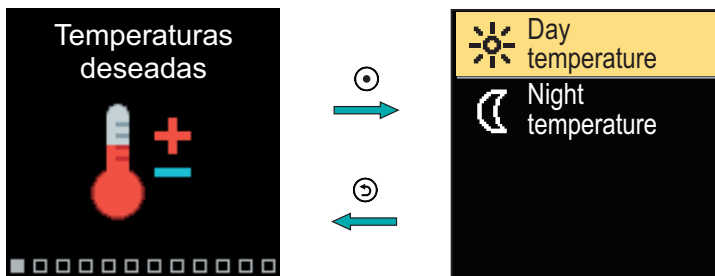 Temperaturas
deseadas
Day
temperature
Night
temperature